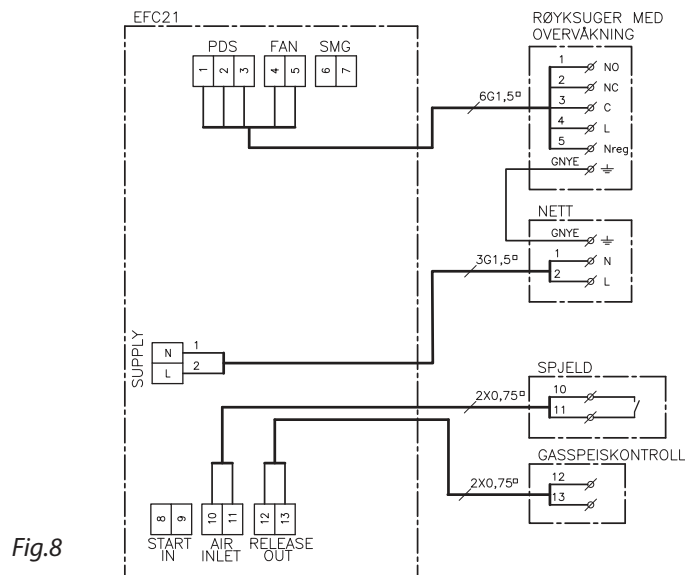 EFC21
PDS FAN SMG
1 2 3 4 5 6 7
RØYKSUGER MED
OVERVÅKNING
1 NO
2 NC
3 C
4 L
5 Nreg
GNYE
6G1,5¤
NETT
GNYE
1 N
2 L
3G1,5¤
SUPPLY
N 1
L 2
SPJELD
10
11
2X0,75¤
GASSPEISKONTROLL
12
13
2X0,75¤
8 9 10 11 12 13
START IN
AIR INLET
RELEASE OUT
Fig.8